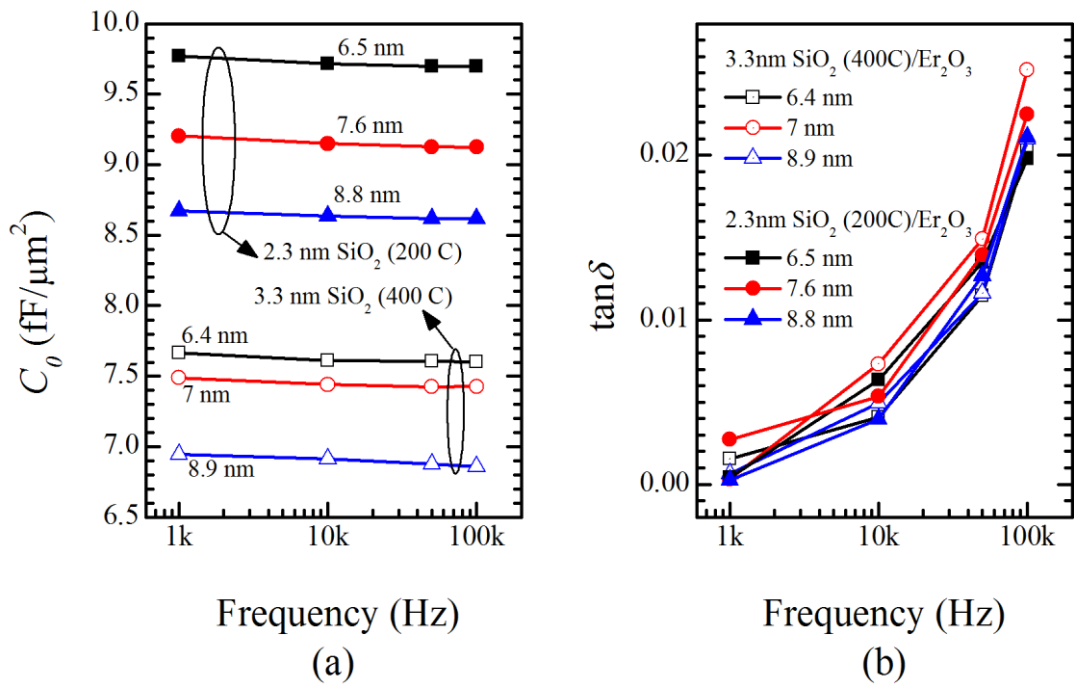 10.0
9.5
9.0
8.5
8.0
7.5
7.0
6.5
C₀ (fF/μm²)
6.5 nm
7.6 nm
8.8 nm
2.3 nm SiO₂ (200 C)
3.3 nm SiO₂ (400 C)
6.4 nm
7 nm
8.9 nm
1k 10k 100k
Frequency (Hz)
(a)
0.02
0.01
0.00
tanδ
3.3nm SiO₂ (400C)/Er₂O₃
6.4 nm
7 nm
8.9 nm
2.3nm SiO₂ (200C)/Er₂O₃
6.5 nm
7.6 nm
8.8 nm
1k 10k 100k
Frequency (Hz)
(b)